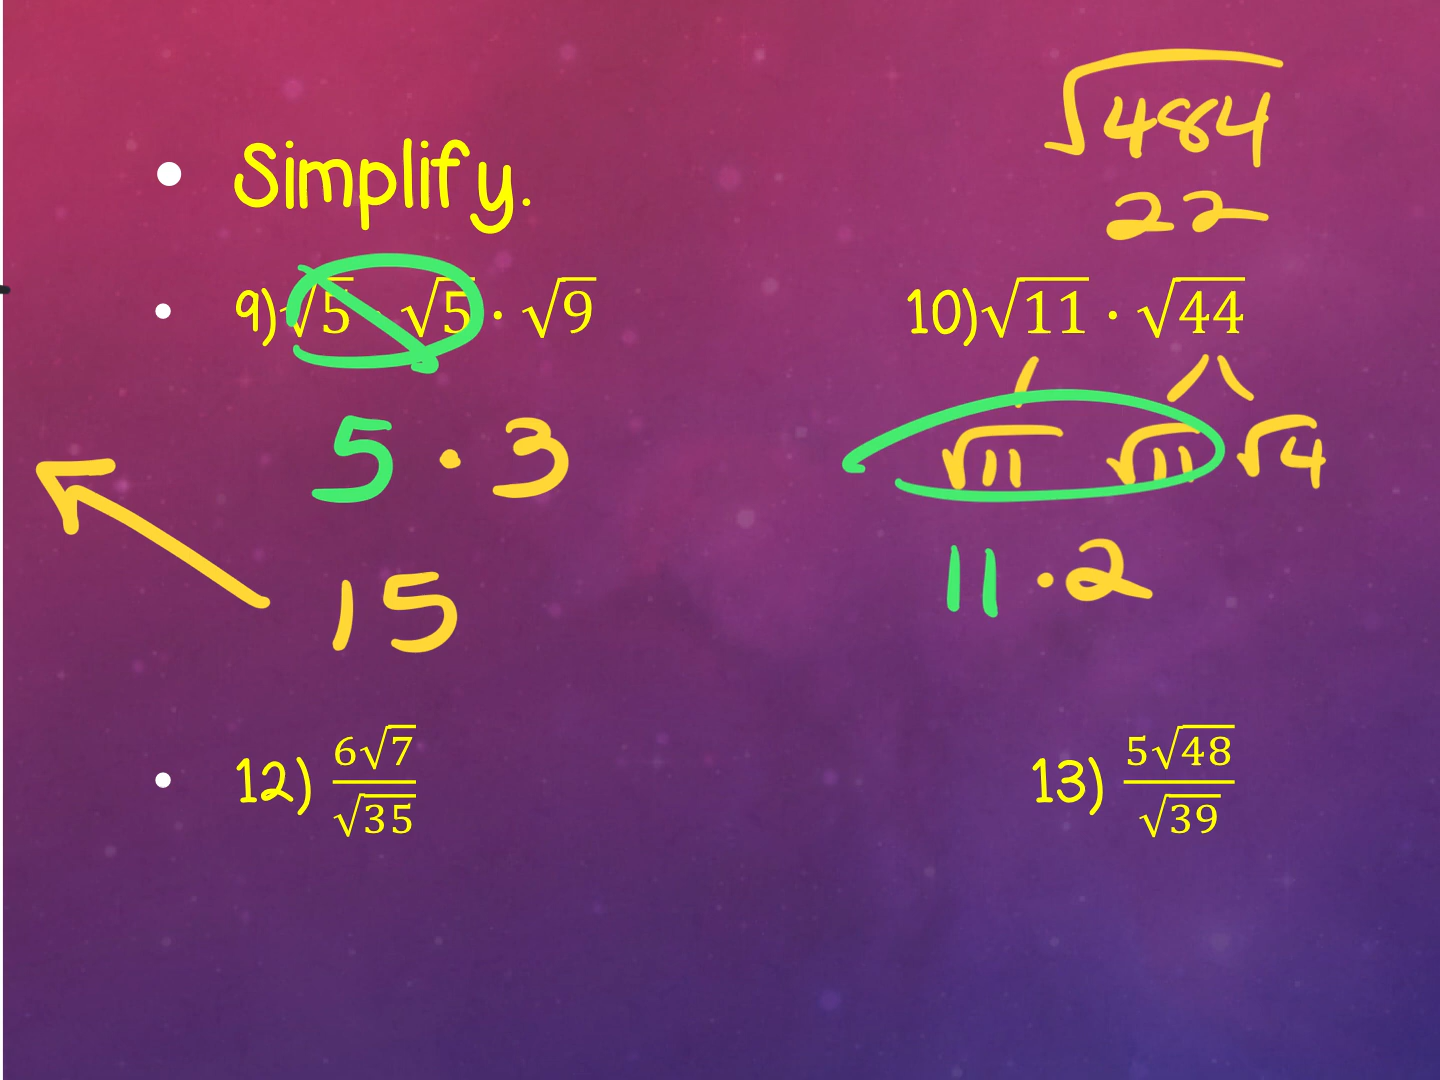 √484
22
• Simplify.
• 9) √5 · √5 · √9
10) √11 · √44
√11 √11 √4
5 · 3
11 · 2
15
• 12) 6√7/√35
13) 5√48/√39